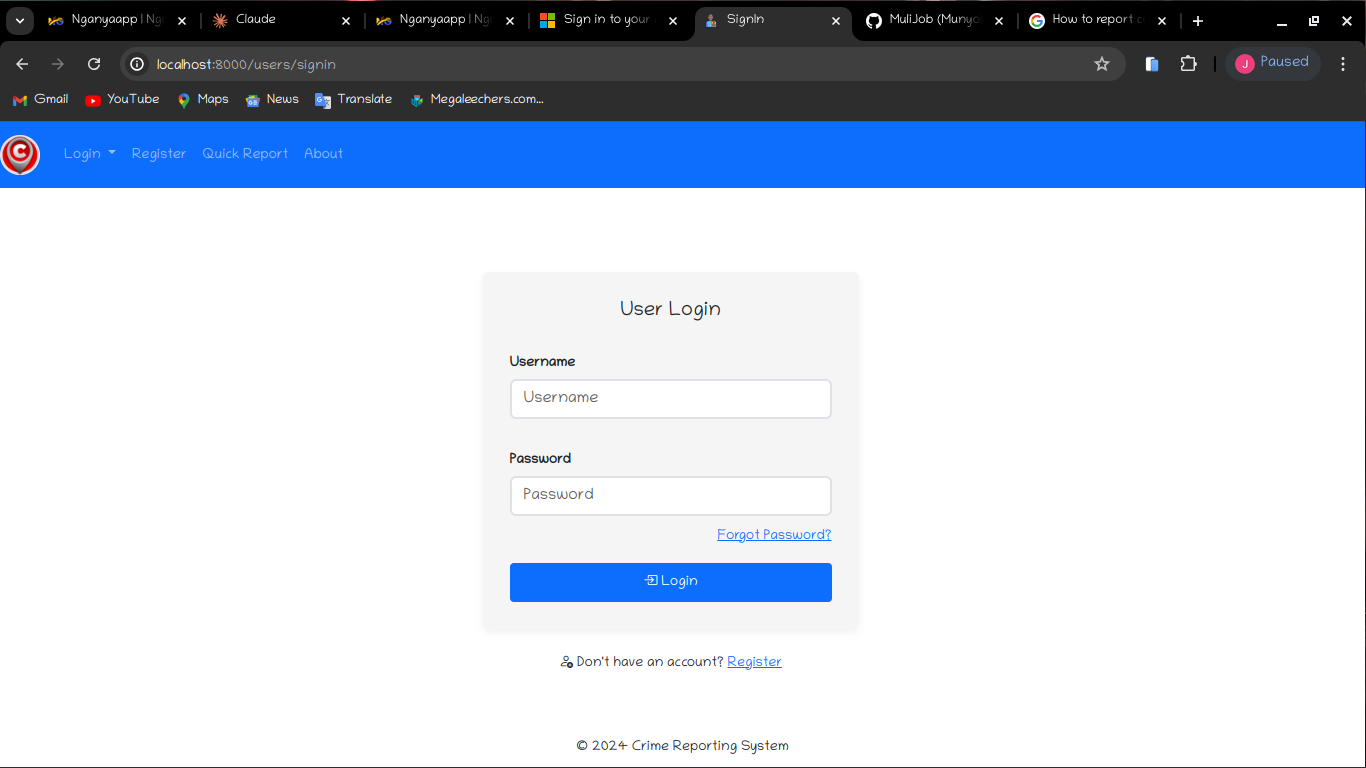 Nganyaapp | Ng
Claude
Nganyaapp | Ng
Sign in to your
SignIn
MuliJob (Munyo
How to report c
localhost:8000/users/signin
J Paused
Gmail YouTube Maps News Translate Megaleechers.com...
C Login Register Quick Report About
User Login
Username
Username
Password
Password
Forgot Password?
Login
Don't have an account? Register
© 2024 Crime Reporting System